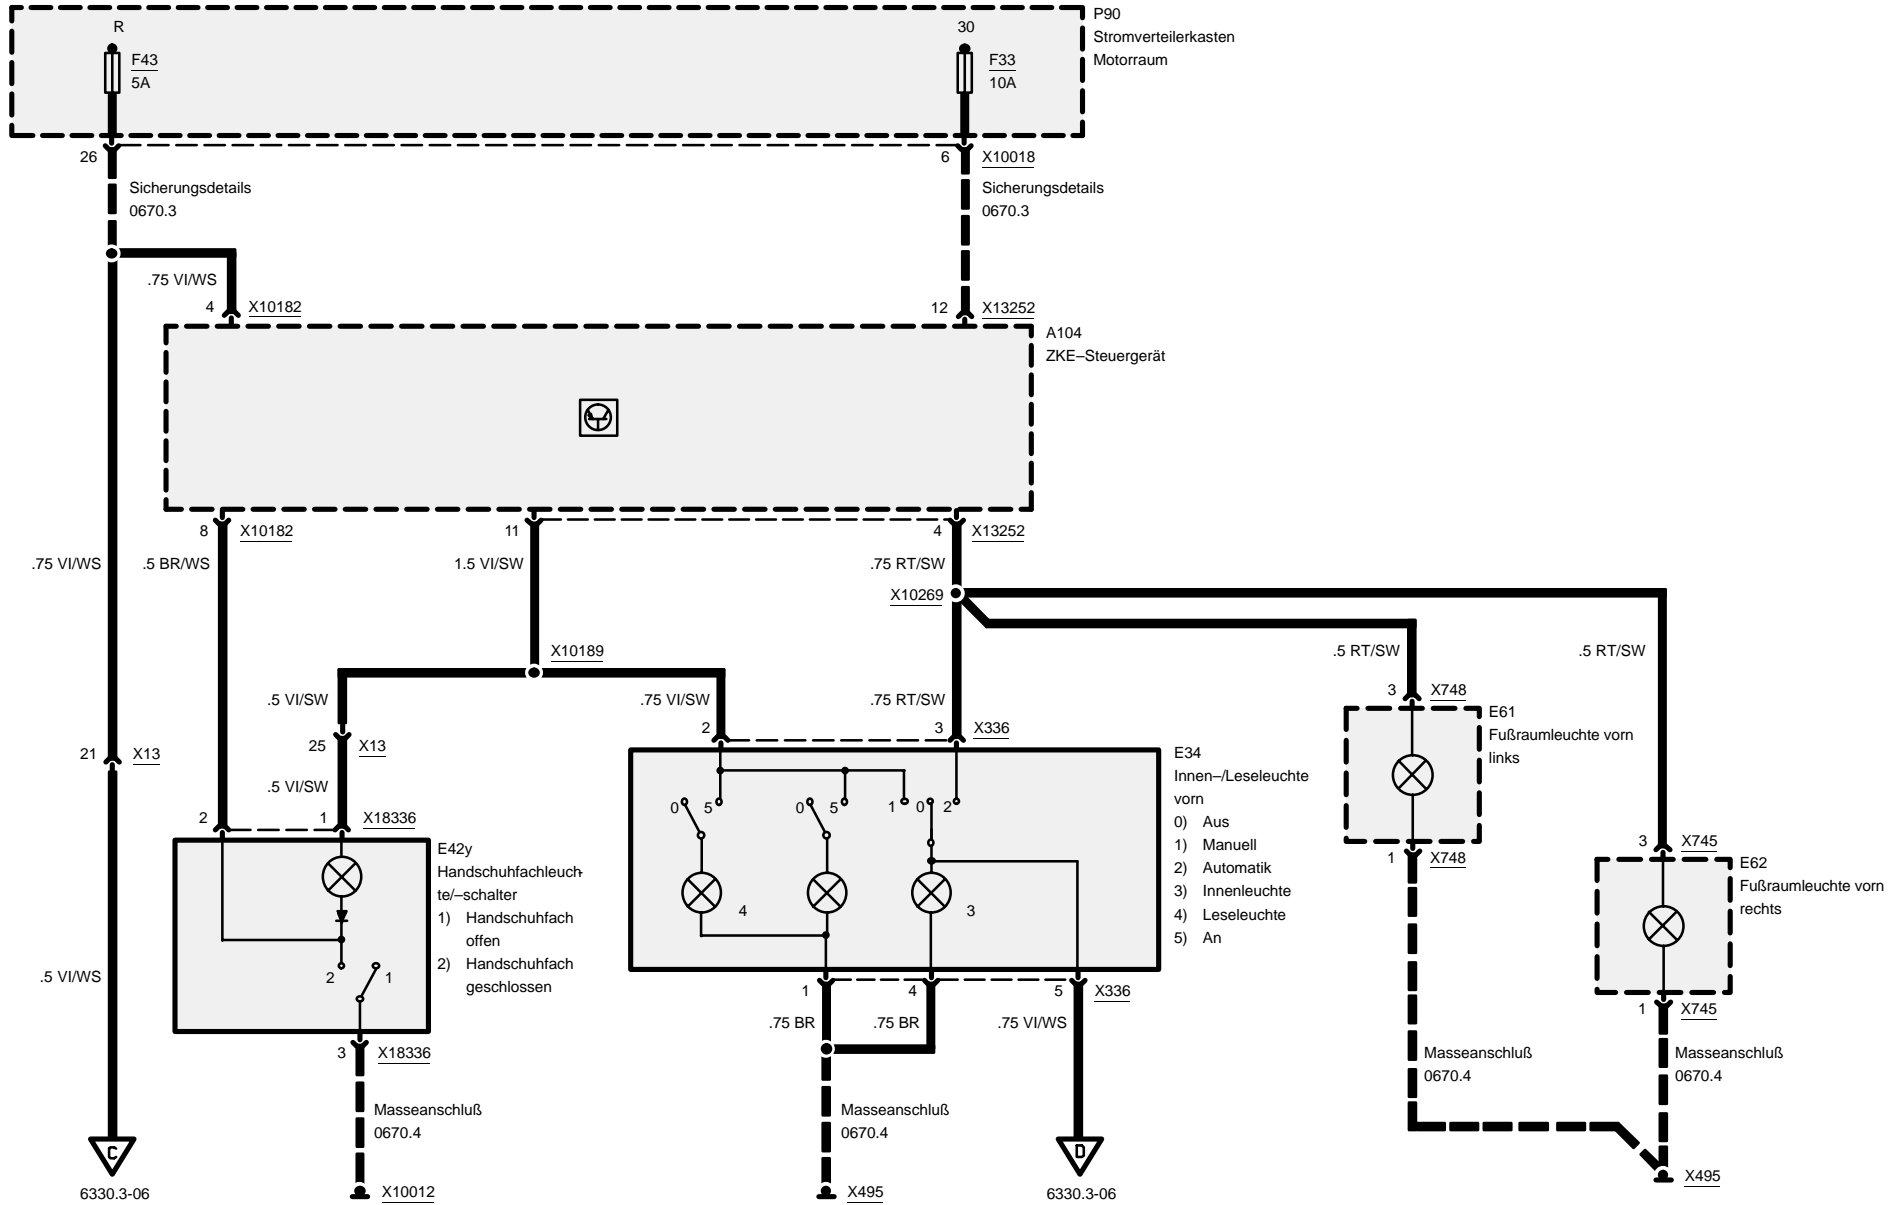 R
30
P90
Stromverteilerkasten
Motorraum
F43
5A
F33
10A
26
6
X10018
Sicherungsdetails
0670.3
Sicherungsdetails
0670.3
.75 VI/WS
4
X10182
12
X13252
A104
ZKE–Steuergerät
8
X10182
11
4
X13252
.75 VI/WS
.5 BR/WS
1.5 VI/SW
.75 RT/SW
X10269
X10189
.5 RT/SW
.5 RT/SW
.5 VI/SW
.75 VI/SW
.75 RT/SW
3
X748
2
3
X336
21
X13
25
X13
.5 VI/SW
E61
Fußraumleuchte vorn
links
E34
Innen–/Leseleuchte
vorn
0) Aus
1) Manuell
2) Automatik
3) Innenleuchte
4) Leseleuchte
5) An
0
5
0
5
1
0
2
4
3
2
1
X18336
E42y
Handschuhfachleuch-
te/–schalter
1) Handschuhfach
offen
2) Handschuhfach
geschlossen
2
1
1
X748
3
X745
E62
Fußraumleuchte vorn
rechts
.5 VI/WS
1
4
5
X336
1
X745
.75 BR
.75 BR
.75 VI/WS
3
X18336
Masseanschluß
0670.4
Masseanschluß
0670.4
Masseanschluß
0670.4
Masseanschluß
0670.4
C
6330.3-06
X10012
X495
D
6330.3-06
X495